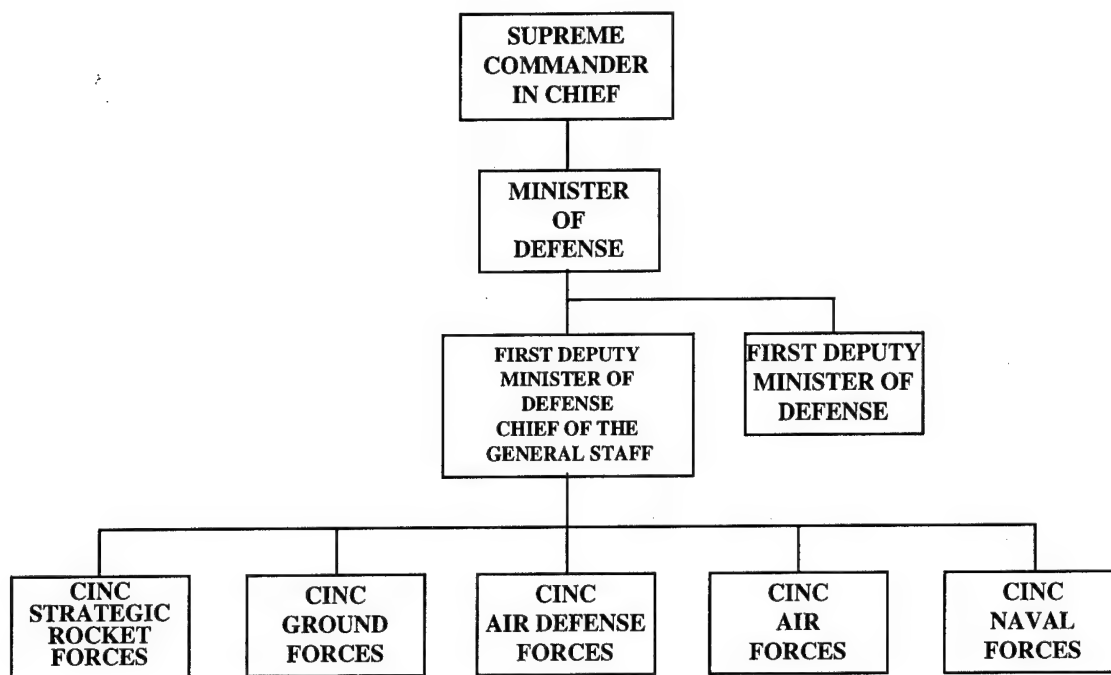 SUPREME
COMMANDER
IN CHIEF
MINISTER
OF
DEFENSE
FIRST DEPUTY
MINISTER OF
DEFENSE
CHIEF OF THE
GENERAL STAFF
FIRST DEPUTY
MINISTER OF
DEFENSE
CINC
STRATEGIC
ROCKET
FORCES
CINC
GROUND
FORCES
CINC
AIR DEFENSE
FORCES
CINC
AIR
FORCES
CINC
NAVAL
FORCES